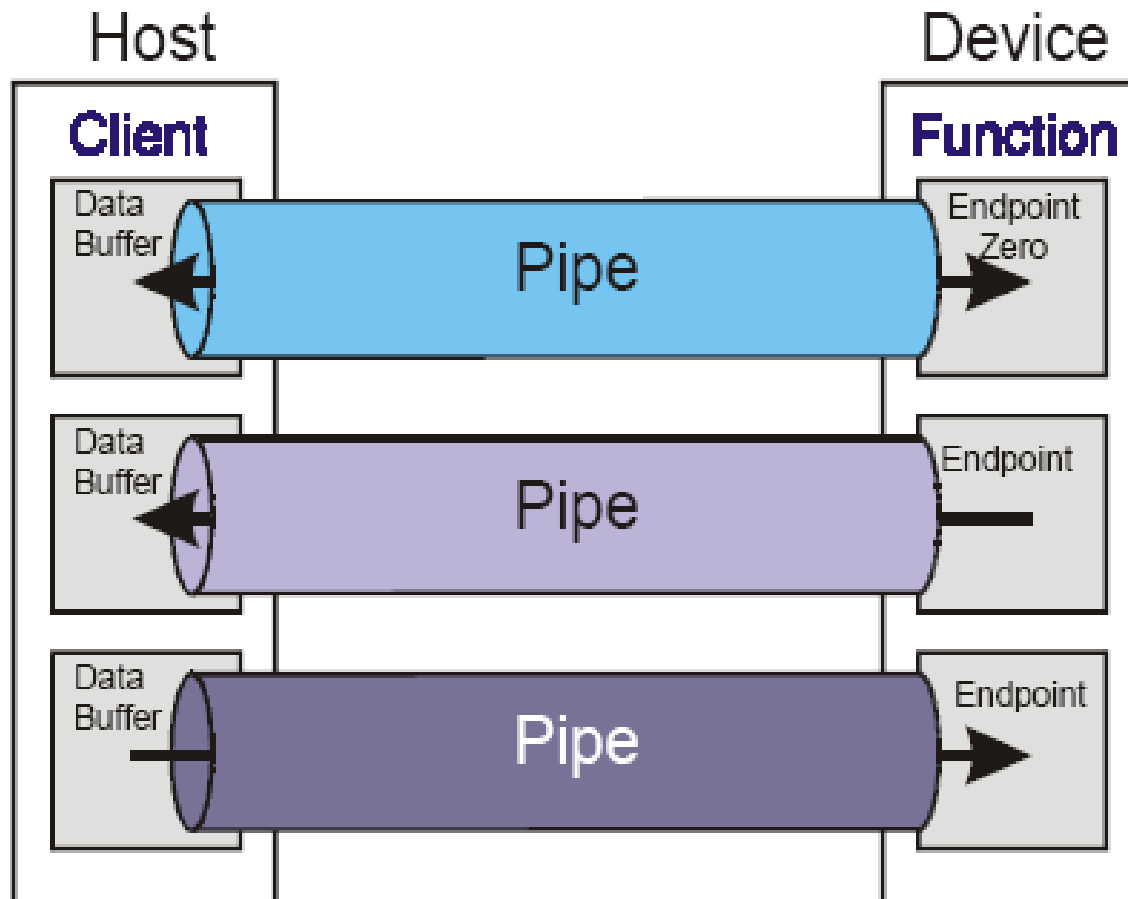 Host
Device
Client
Function
Data
Buffer
Pipe
Endpoint
Zero
Data
Buffer
Pipe
Endpoint
Data
Buffer
Pipe
Endpoint